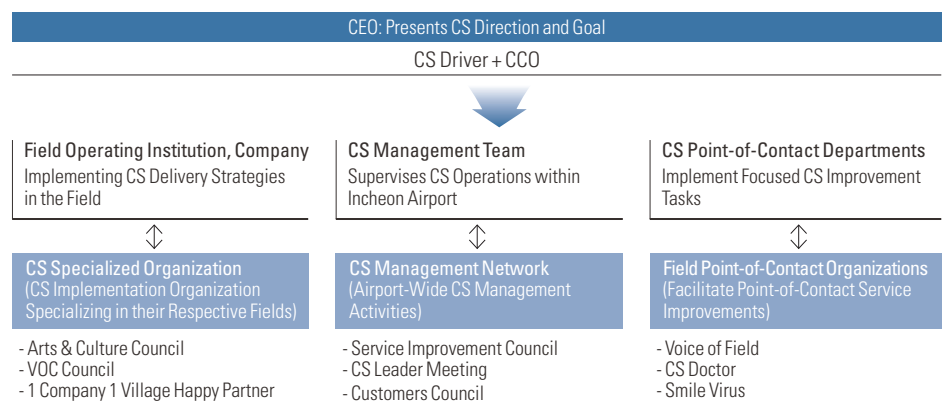 CEO: Presents CS Direction and Goal
CS Driver + CCO
Field Operating Institution, Company
Implementing CS Delivery Strategies
in the Field
CS Management Team
Supervises CS Operations within
Incheon Airport
CS Point-of-Contact Departments
Implement Focused CS Improvement
Tasks
CS Specialized Organization
(CS Implementation Organization
Specializing in their Respective Fields)
CS Management Network
(Airport-Wide CS Management
Activities)
Field Point-of-Contact Organizations
(Facilitate Point-of-Contact Service
Improvements)
- Arts & Culture Council
- VOC Council
- 1 Company 1 Village Happy Partner
- Service Improvement Council
- CS Leader Meeting
- Customers Council
- Voice of Field
- CS Doctor
- Smile Virus